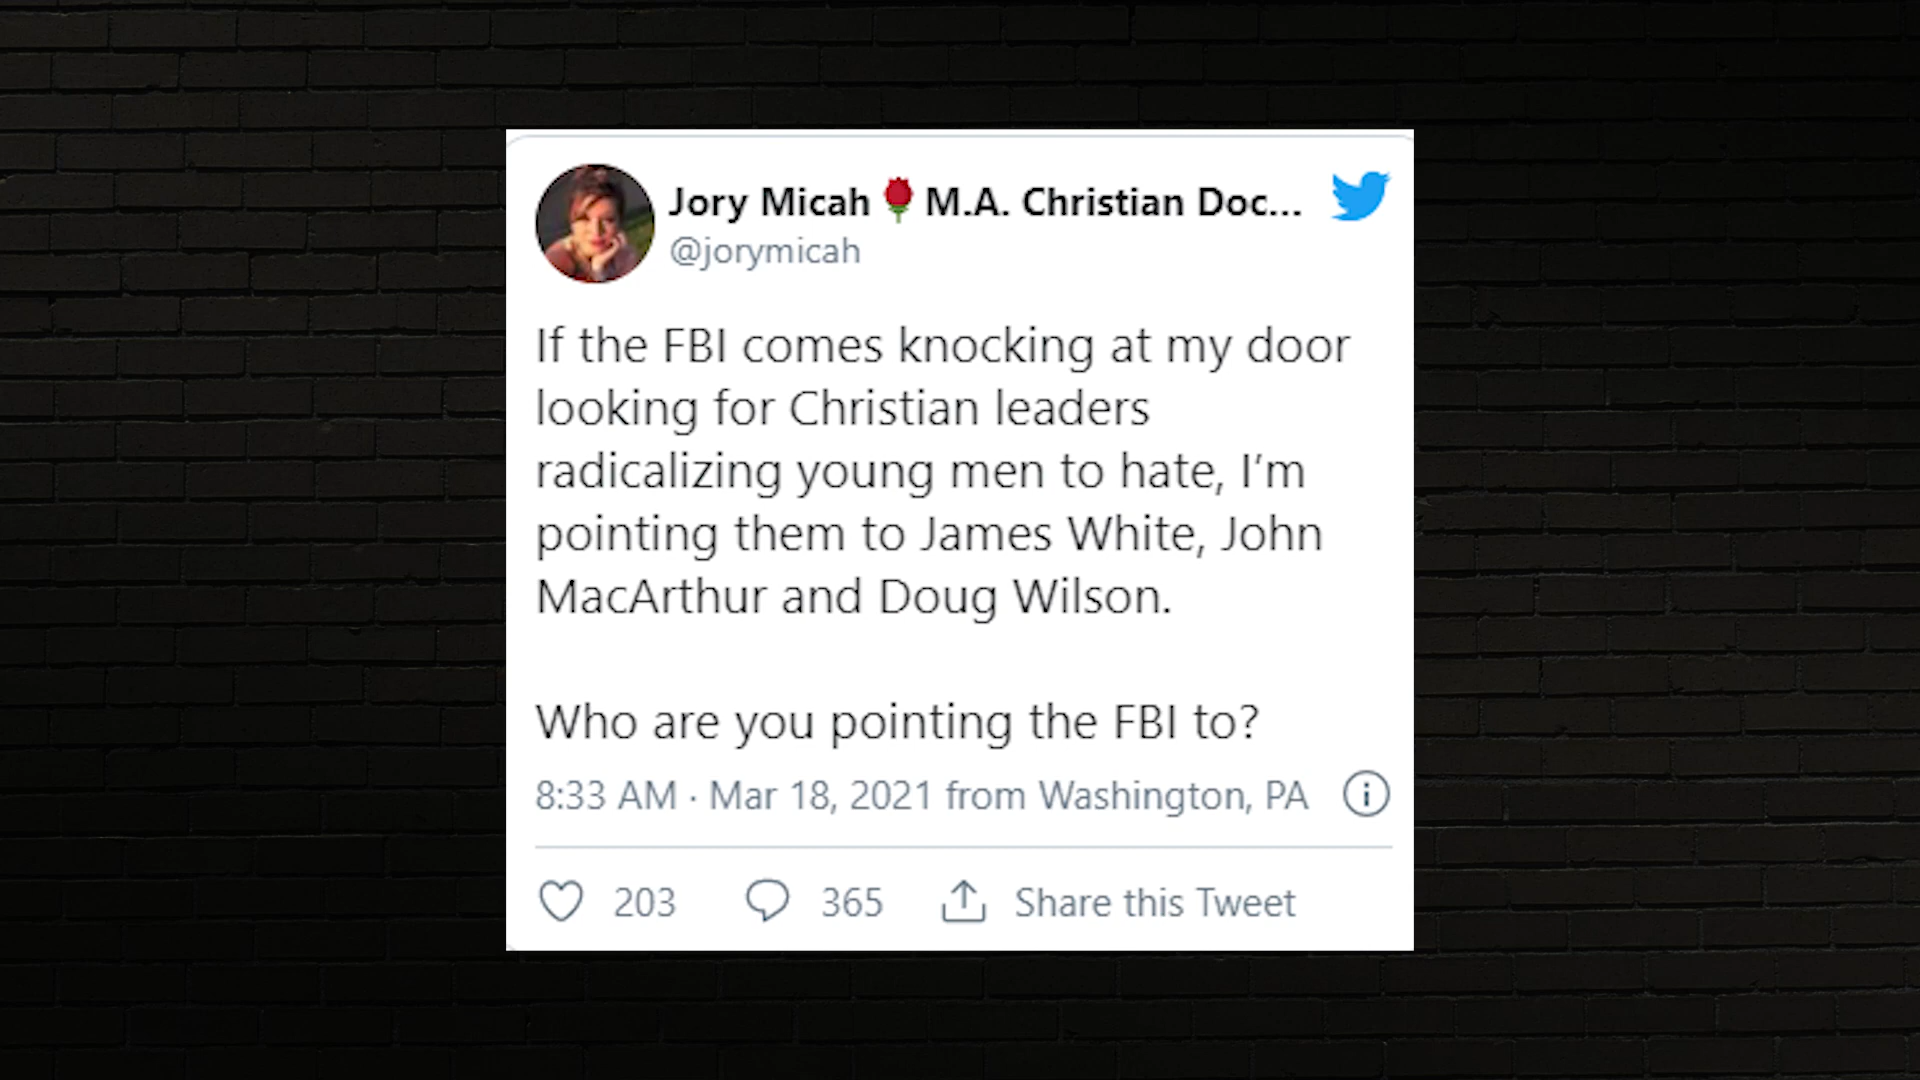 Jory Micah🌹M.A. Christian Doc...
@jorymicah
If the FBI comes knocking at my door
looking for Christian leaders
radicalizing young men to hate, I'm
pointing them to James White, John
MacArthur and Doug Wilson.
Who are you pointing the FBI to?
8:33 AM · Mar 18, 2021 from Washington, PA
203 365 Share this Tweet